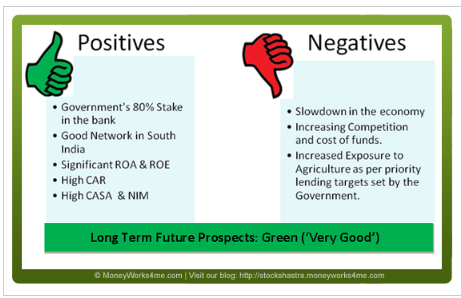 Positives
• Government's 80% Stake
in the bank
• Good Network in South
India
• Significant ROA & ROE
• High CAR
• High CASA & NIM
Negatives
• Slowdown in the economy
• Increasing Competition
and cost of funds.
• Increased Exposure to
Agriculture as per priority
lending targets set by the
Government.
Long Term Future Prospects: Green ('Very Good')
© MoneyWorks4me.com | Visit our blog: http://stockshastra.moneyworks4me.com